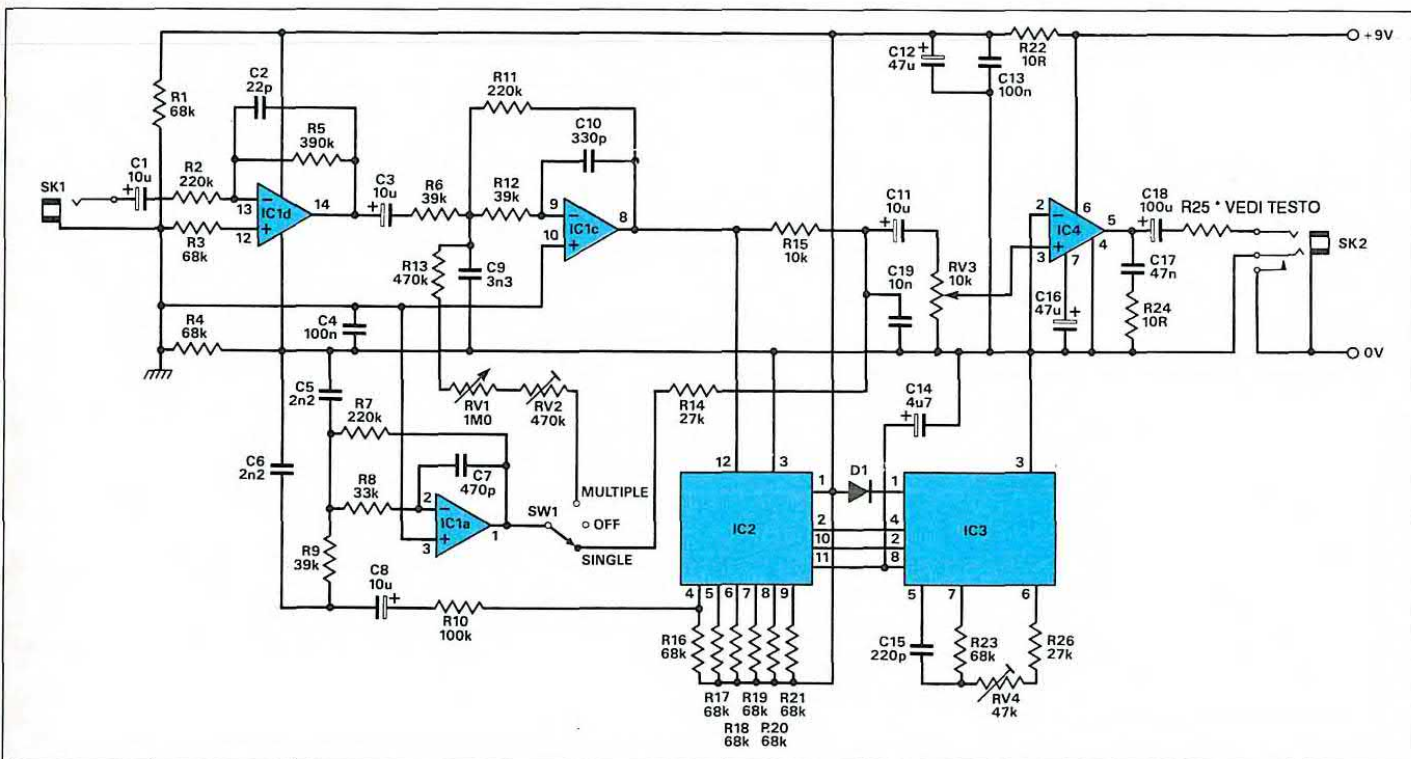 +9V
C12
47u
C13
100n
R22
10R
R1
68k
C2
22p
R11
220k
R5
390k
C10
330p
SK1
C1
10u
R2
220k
13
IC1d
14
12
R3
68k
C3
10u
R6
39k
R12
39k
9
IC1c
8
10
R15
10k
C11
10u
RV3
10k
C19
10n
2
6
IC4
5
3
7
4
C16
47u
C18
100u
R25 * VEDI TESTO
SK2
C17
47n
R24
10R
R13
470k
C9
3n3
R4
68k
C4
100n
0V
C5
2n2
R7
220k
RV1
1M0
RV2
470k
R14
27k
C14
4u7
C6
2n2
R8
33k
C7
470p
2
IC1a
1
3
SW1
MULTIPLE
OFF
SINGLE
R9
39k
C8
10u
R10
100k
12
3
IC2
1
2
10
11
4
5
6
7
8
9
D1
3
1
4
2
8
IC3
5
7
6
R16
68k
R17
68k
R18
68k
R19
68k
R.20
68k
R21
68k
C15
220p
R23
68k
R26
27k
RV4
47k